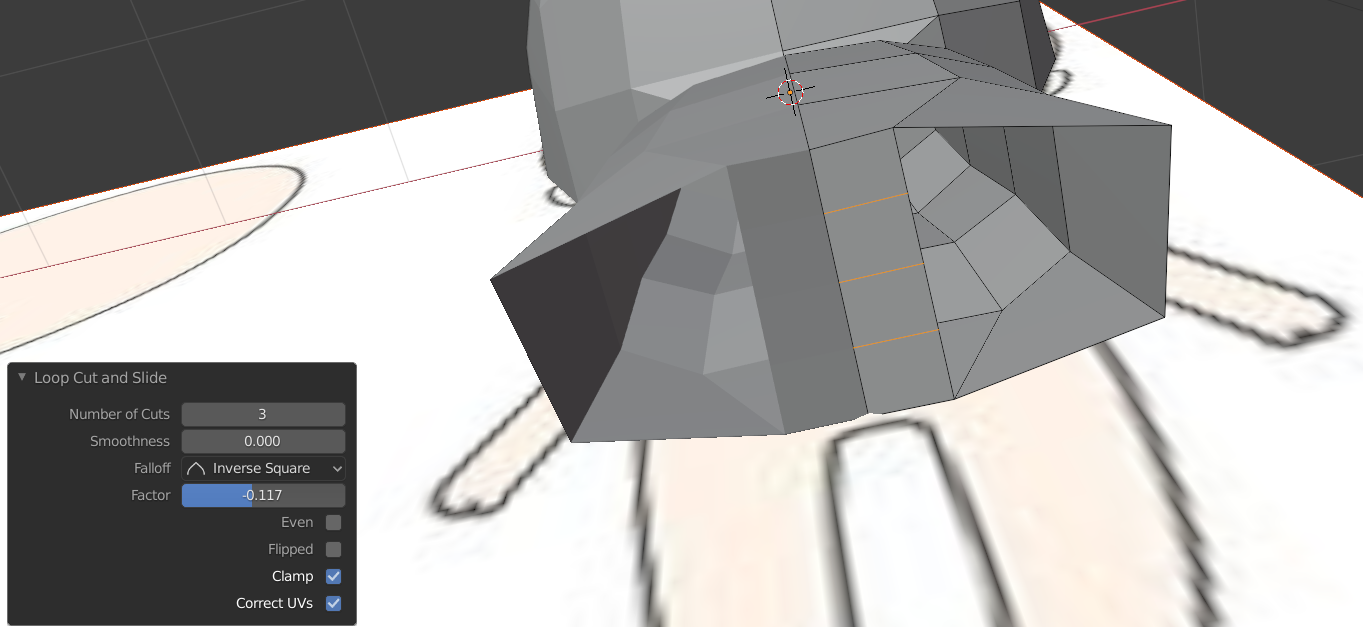 Loop Cut and Slide
Number of Cuts 3
Smoothness 0.000
Falloff Inverse Square
Factor -0.117
Even
Flipped
Clamp
Correct UVs